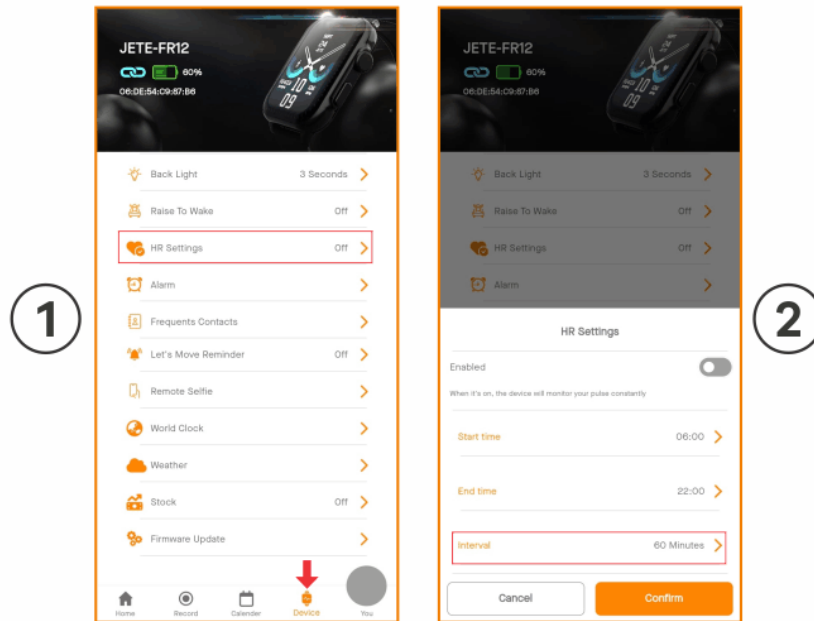 1
JETE-FR12
60%
06:DE:54:C9:87:B6
Back Light 3 Seconds
Raise To Wake Off
HR Settings Off
Alarm
Frequents Contacts
Let's Move Reminder Off
Remote Selfie
World Clock
Weather
Stock Off
Firmware Update
Home Record Calender Device You
2
JETE-FR12
60%
06:DE:54:C9:87:B6
Back Light 3 Seconds
Raise To Wake Off
HR Settings Off
Alarm
HR Settings
Enabled
When it's on, the device will monitor your pulse constantly
Start time 06:00
End time 22:00
Interval 60 Minutes
Cancel Confirm